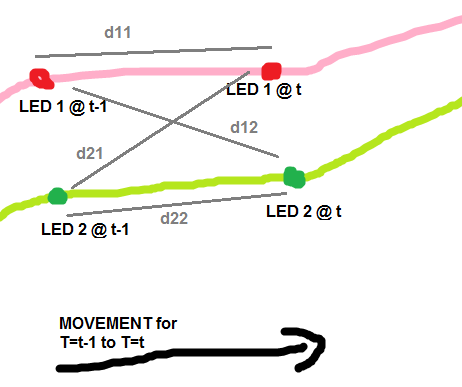 d11
LED 1 @ t-1
LED 1 @ t
d12
d21
LED 2 @ t-1
d22
LED 2 @ t
MOVEMENT for
T=t-1 to T=t